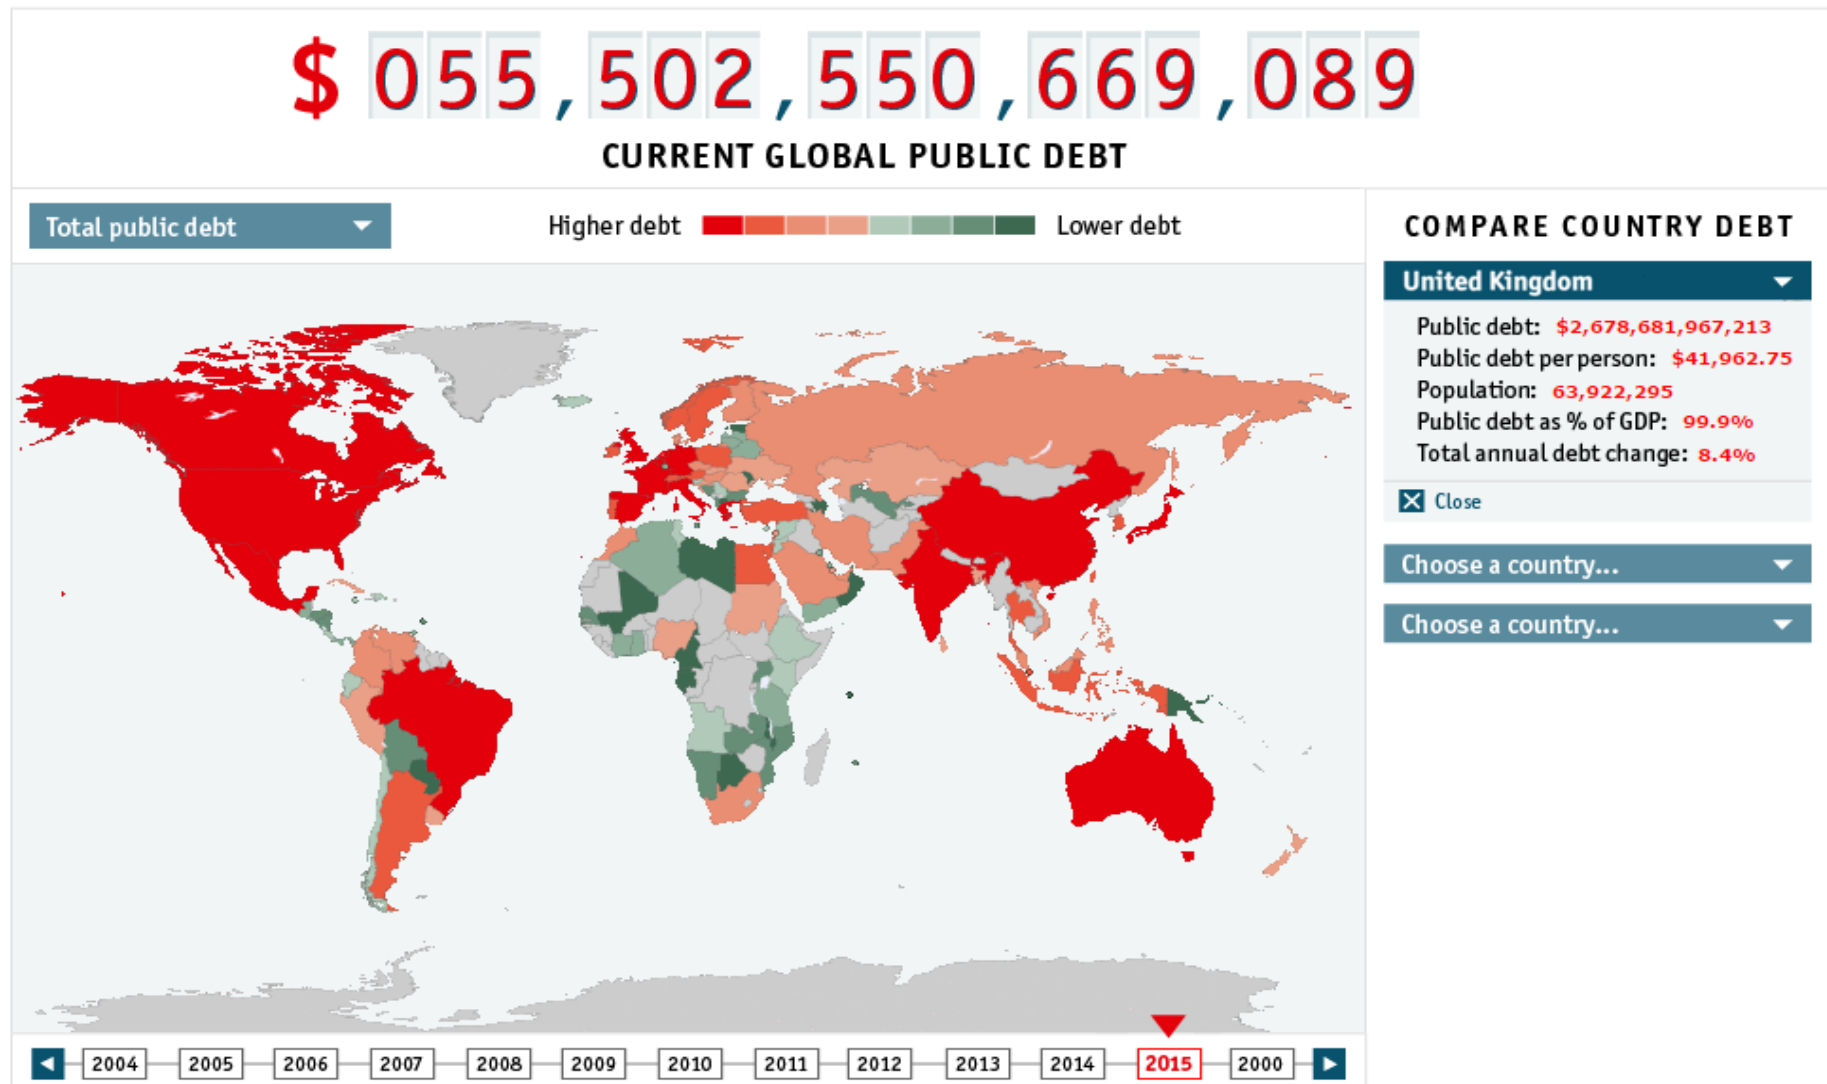 $ 055,502,550,669,089
CURRENT GLOBAL PUBLIC DEBT
Total public debt
Higher debt Lower debt
COMPARE COUNTRY DEBT
United Kingdom
Public debt: $2,678,681,967,213
Public debt per person: $41,962.75
Population: 63,922,295
Public debt as % of GDP: 99.9%
Total annual debt change: 8.4%
Close
Choose a country...
Choose a country...
2004 2005 2006 2007 2008 2009 2010 2011 2012 2013 2014 2015 2000